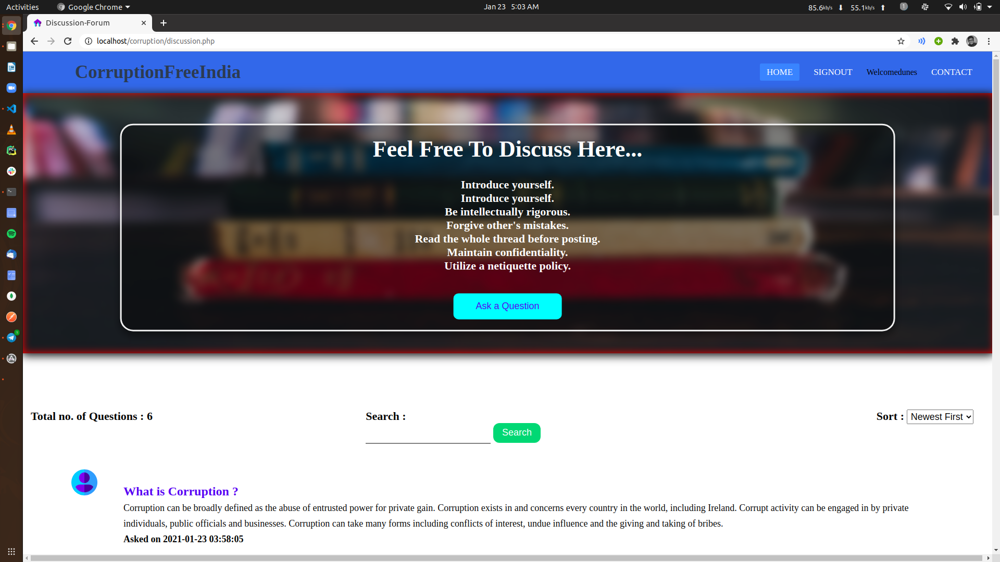 Activities
Google Chrome
Jan 23 5:03 AM
85.6kb/s
55.1kb/s
1
Discussion-Forum
localhost/corruption/discussion.php
CorruptionFreeIndia
HOME
SIGNOUT
Welcomedunes
CONTACT
Feel Free To Discuss Here...
Introduce yourself.
Introduce yourself.
Be intellectually rigorous.
Forgive other's mistakes.
Read the whole thread before posting.
Maintain confidentiality.
Utilize a netiquette policy.
Ask a Question
Total no. of Questions : 6
Search :
Search
Sort : Newest First
What is Corruption ?
Corruption can be broadly defined as the abuse of entrusted power for private gain. Corruption exists in and concerns every country in the world, including Ireland. Corrupt activity can be engaged in by private
individuals, public officials and businesses. Corruption can take many forms including conflicts of interest, undue influence and the giving and taking of bribes.
Asked on 2021-01-23 03:58:05